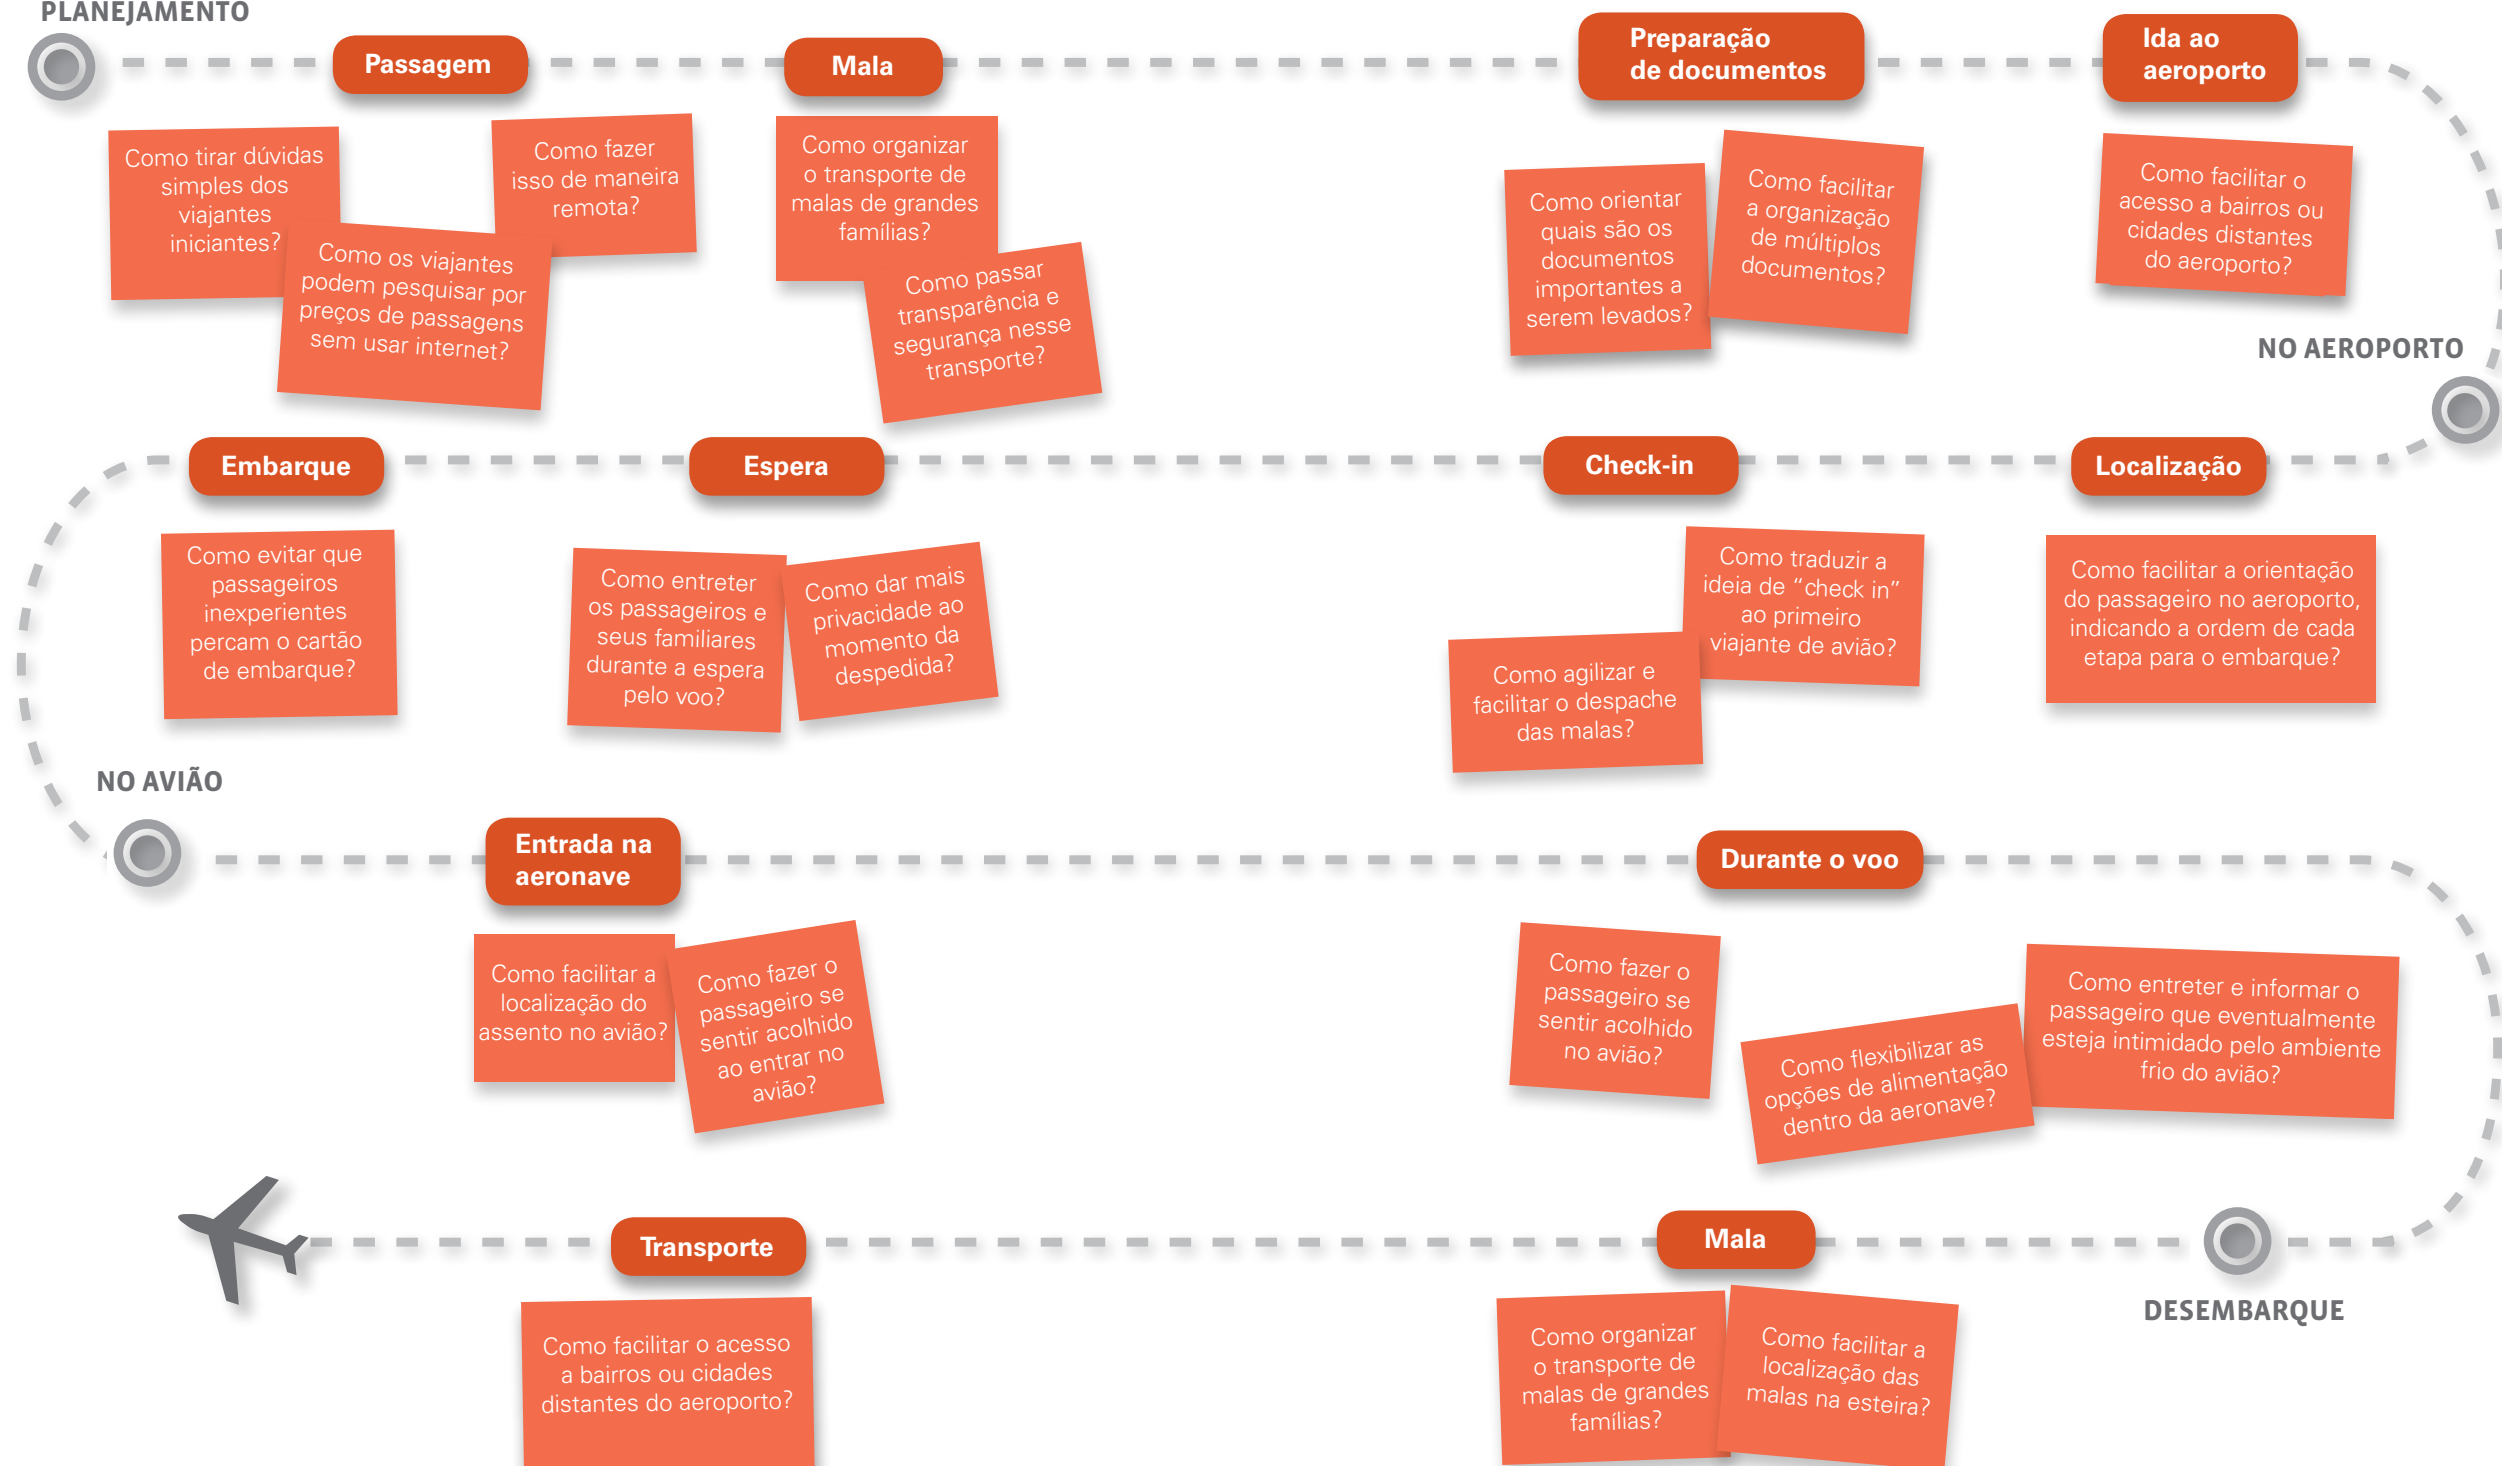 PLANEJAMENTO
Passagem
Como tirar dúvidas
simples dos
viajantes
iniciantes?
Como os viajantes
podem pesquisar por
preços de passagens
sem usar internet?
Como fazer
isso de maneira
remota?
Mala
Como organizar
o transporte de
malas de grandes
famílias?
Como passar
transparência e
segurança nesse
transporte?
Preparação
de documentos
Como orientar
quais são os
documentos
importantes a
serem levados?
Como facilitar
a organização
de múltiplos
documentos?
Ida ao
aeroporto
Como facilitar o
acesso a bairros ou
cidades distantes
do aeroporto?
NO AEROPORTO
Localização
Como facilitar a orientação
do passageiro no aeroporto,
indicando a ordem de cada
etapa para o embarque?
Check-in
Como traduzir a
ideia de “check in”
ao primeiro
viajante de avião?
Como agilizar e
facilitar o despache
das malas?
Espera
Como entreter
os passageiros e
seus familiares
durante a espera
pelo voo?
Como dar mais
privacidade ao
momento da
despedida?
Embarque
Como evitar que
passageiros
inexperientes
percam o cartão
de embarque?
NO AVIÃO
Entrada na
aeronave
Como facilitar a
localização do
assento no avião?
Como fazer o
passageiro se
sentir acolhido
ao entrar no
avião?
Durante o voo
Como fazer o
passageiro se
sentir acolhido
no avião?
Como flexibilizar as
opções de alimentação
dentro da aeronave?
Como entreter e informar o
passageiro que eventualmente
esteja intimidado pelo ambiente
frio do avião?
DESEMBARQUE
Mala
Como organizar
o transporte de
malas de grandes
famílias?
Como facilitar a
localização das
malas na esteira?
Transporte
Como facilitar o acesso
a bairros ou cidades
distantes do aeroporto?